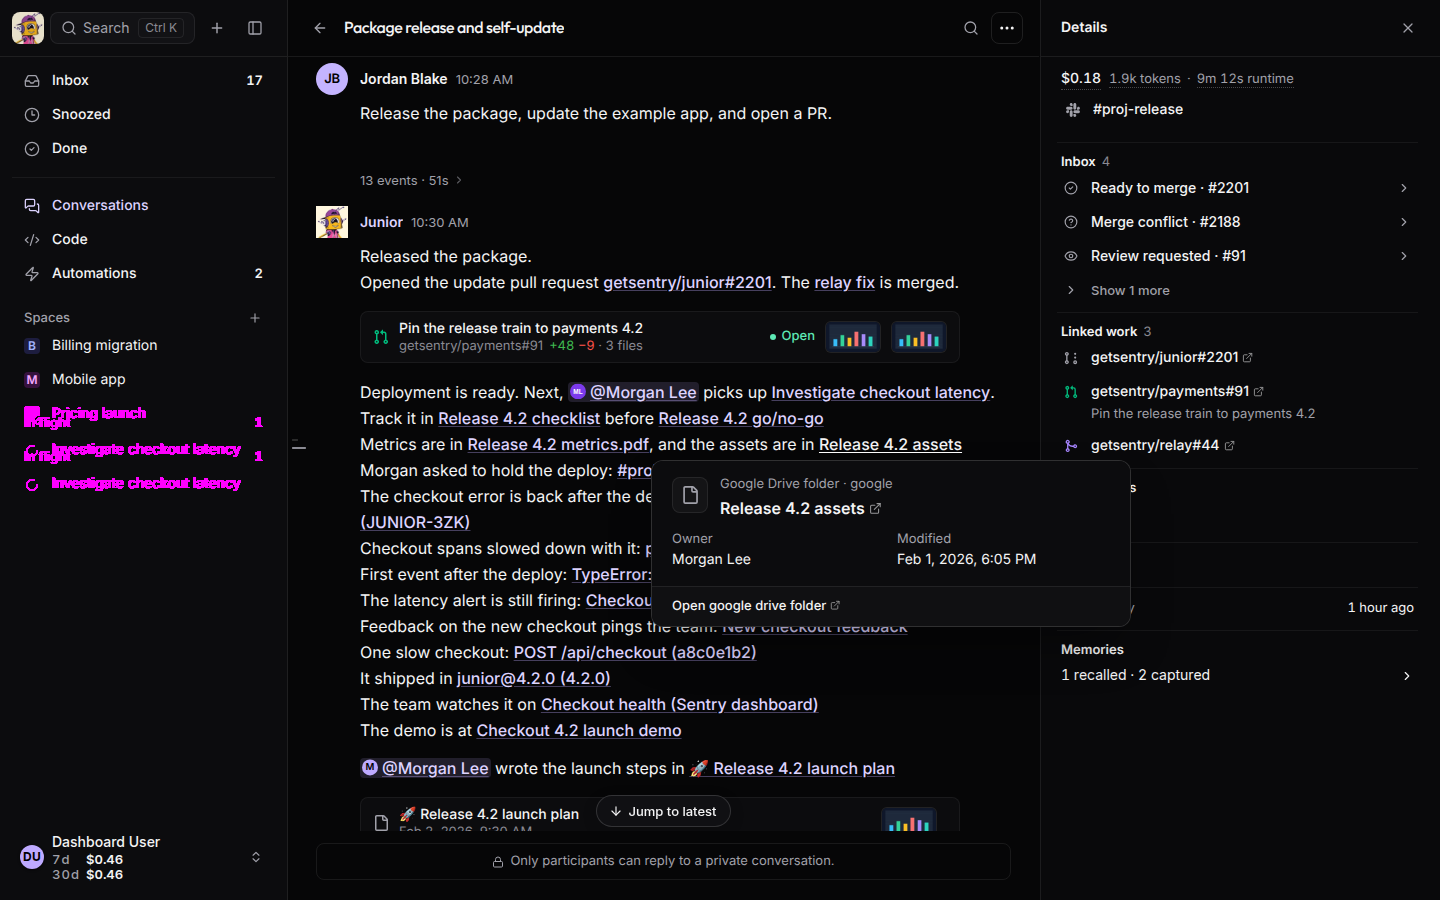 Search Ctrl K
Inbox 17
Snoozed
Done
Conversations
Code
Automations 2
Spaces
B Billing migration
M Mobile app
Pricing launch
In flight 1
Investigate checkout latency
In flight 1
Investigate checkout latency
DU Dashboard User
7d $0.46
30d $0.46
Package release and self-update
JB Jordan Blake 10:28 AM
Release the package, update the example app, and open a PR.
13 events · 51s
Junior 10:30 AM
Released the package.
Opened the update pull request getsentry/junior#2201. The relay fix is merged.
Pin the release train to payments 4.2
getsentry/payments#91 +48 −9 · 3 files
Open
Deployment is ready. Next, ML @Morgan Lee picks up Investigate checkout latency.
Track it in Release 4.2 checklist before Release 4.2 go/no-go
Metrics are in Release 4.2 metrics.pdf, and the assets are in Release 4.2 assets
Morgan asked to hold the deploy: #pro
The checkout error is back after the de
(JUNIOR-3ZK)
Checkout spans slowed down with it: p
First event after the deploy: TypeError:
The latency alert is still firing: Checkou
Feedback on the new checkout pings the team: New checkout feedback
One slow checkout: POST /api/checkout (a8c0e1b2)
It shipped in junior@4.2.0 (4.2.0)
The team watches it on Checkout health (Sentry dashboard)
The demo is at Checkout 4.2 launch demo
M @Morgan Lee wrote the launch steps in 🚀 Release 4.2 launch plan
🚀 Release 4.2 launch plan
Feb 2, 2026, 9:30 AM
Jump to latest
Only participants can reply to a private conversation.
Google Drive folder · google
Release 4.2 assets
Owner Modified
Morgan Lee Feb 1, 2026, 6:05 PM
Open google drive folder
Details
$0.18 1.9k tokens · 9m 12s runtime
#proj-release
Inbox 4
Ready to merge · #2201
Merge conflict · #2188
Review requested · #91
Show 1 more
Linked work 3
getsentry/junior#2201
getsentry/payments#91
Pin the release train to payments 4.2
getsentry/relay#44
s
y 1 hour ago
Memories
1 recalled · 2 captured